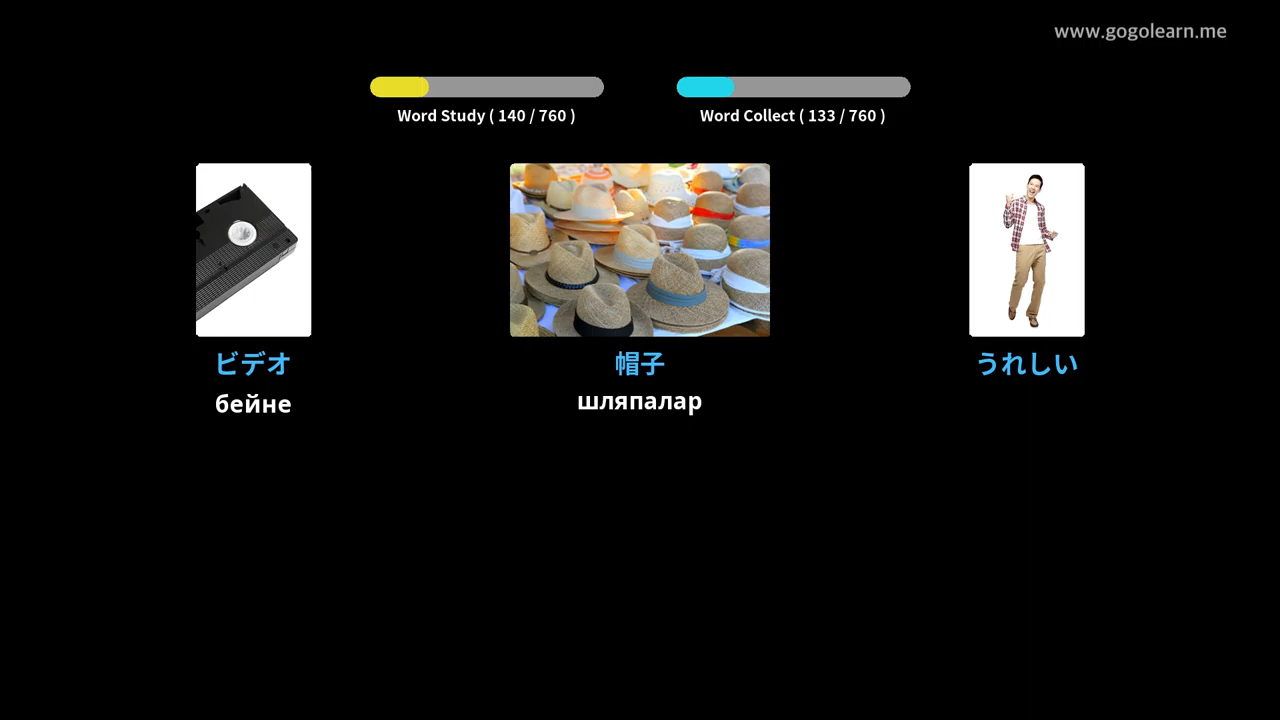 www.gogolearn.me
Word Study ( 140 / 760 )
Word Collect ( 133 / 760 )
ビデオ
бейне
帽子
шляпалар
うれしい